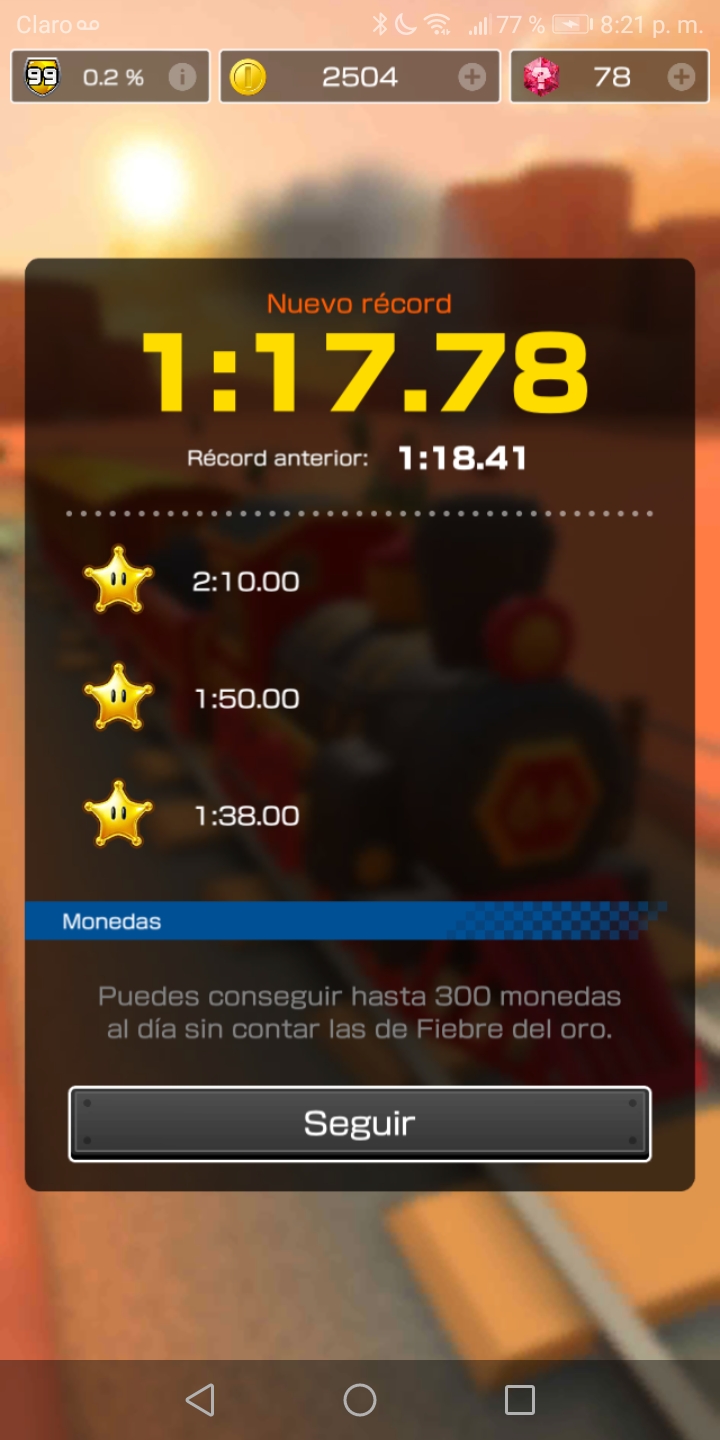 Claro
77 %
8:21 p. m.
99
0.2 %
i
2504
+
?
78
+
Nuevo récord
1:17.78
Récord anterior: 1:18.41
2:10.00
1:50.00
1:38.00
Monedas
Puedes conseguir hasta 300 monedas
al día sin contar las de Fiebre del oro.
Seguir